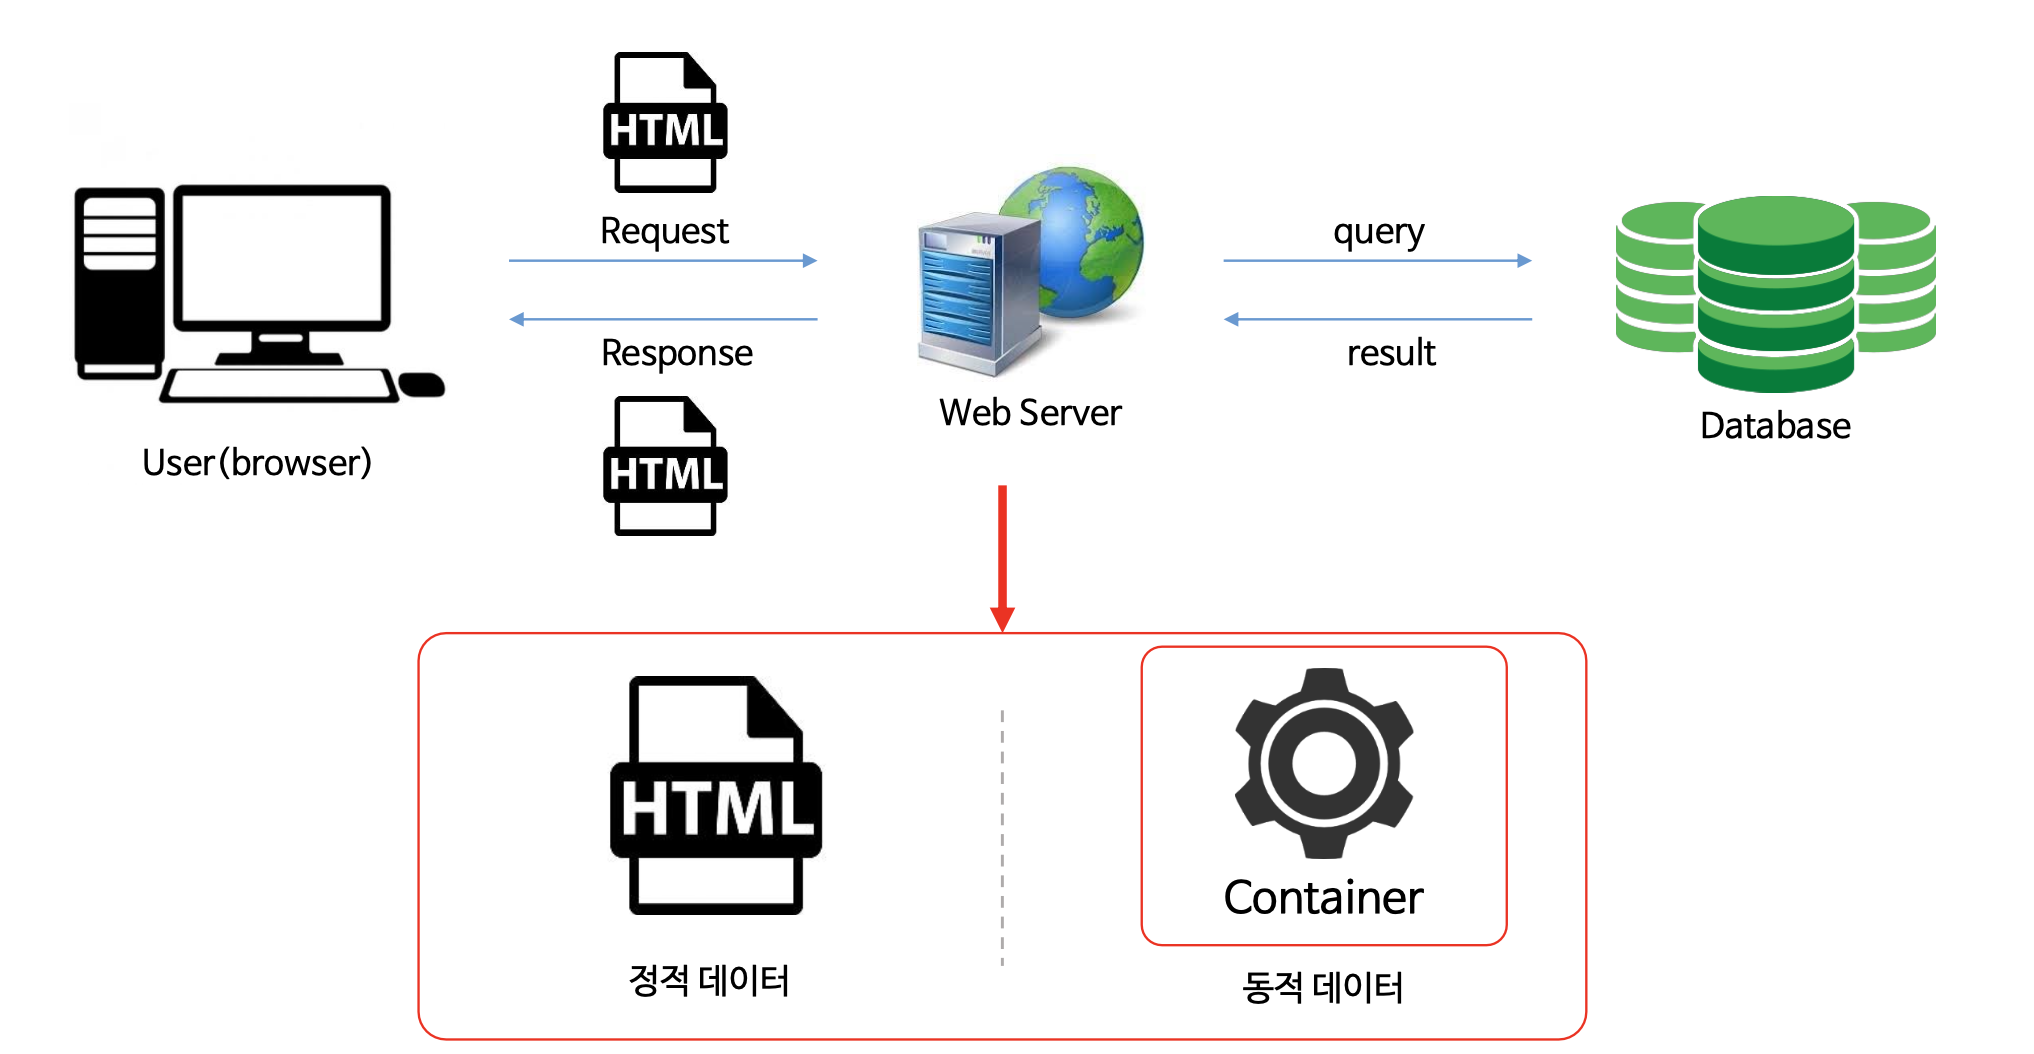 HTML
Request
Response
HTML
User(browser)
Web Server
query
result
Database
HTML
정적 데이터
Container
동적 데이터